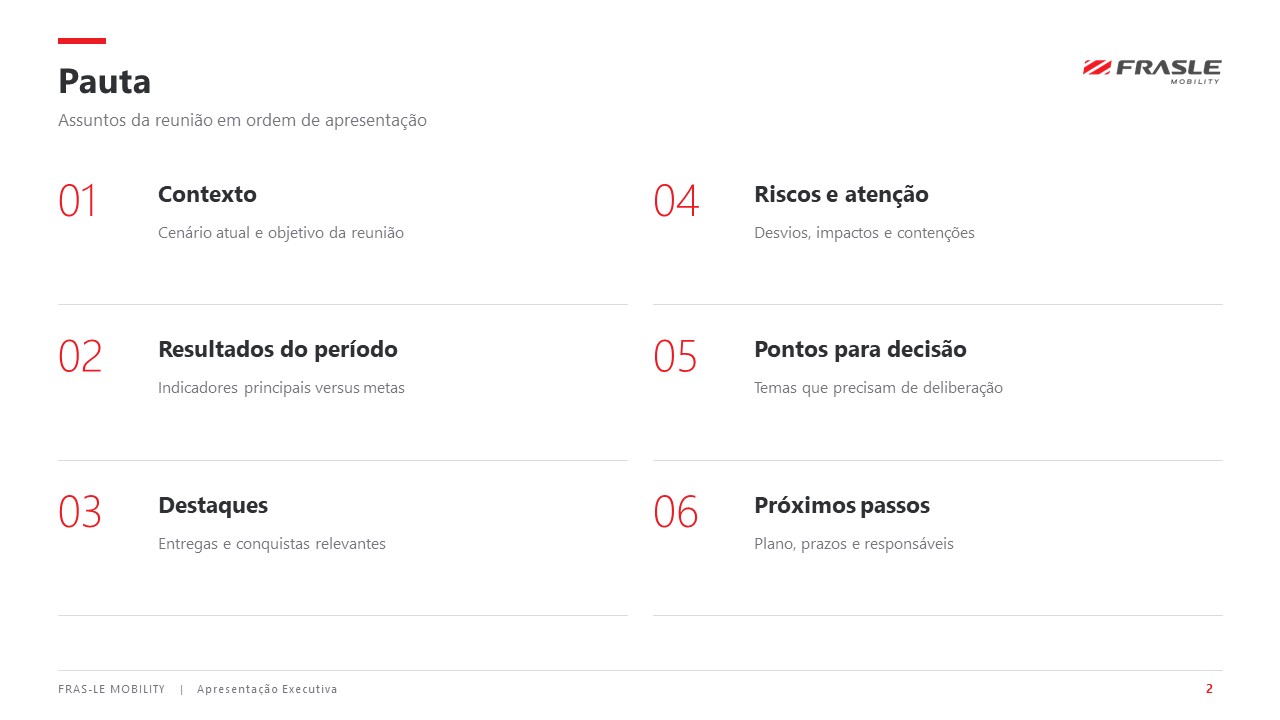 Pauta
FRASLE
MOBILITY
Assuntos da reunião em ordem de apresentação
01
Contexto
Cenário atual e objetivo da reunião
02
Resultados do período
Indicadores principais versus metas
03
Destaques
Entregas e conquistas relevantes
04
Riscos e atenção
Desvios, impactos e contenções
05
Pontos para decisão
Temas que precisam de deliberação
06
Próximos passos
Plano, prazos e responsáveis
FRAS-LE MOBILITY | Apresentação Executiva
2